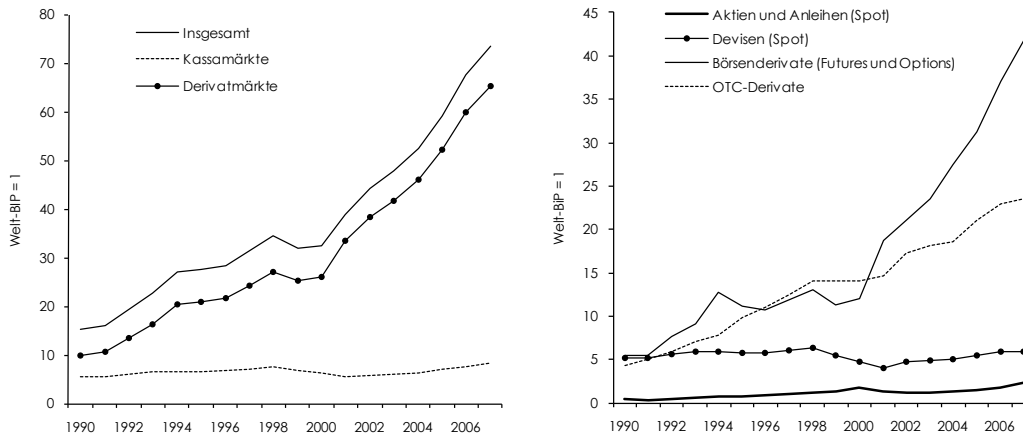 80
70
60
50
40
30
20
10
0
Welt-BIP = 1
Insgesamt
Kassamärkte
Derivatmärkte
1990 1992 1994 1996 1998 2000 2002 2004 2006
45
40
35
30
25
20
15
10
5
0
Welt-BIP = 1
Aktien und Anleihen (Spot)
Devisen (Spot)
Börsenderivate (Futures und Options)
OTC-Derivate
1990 1992 1994 1996 1998 2000 2002 2004 2006